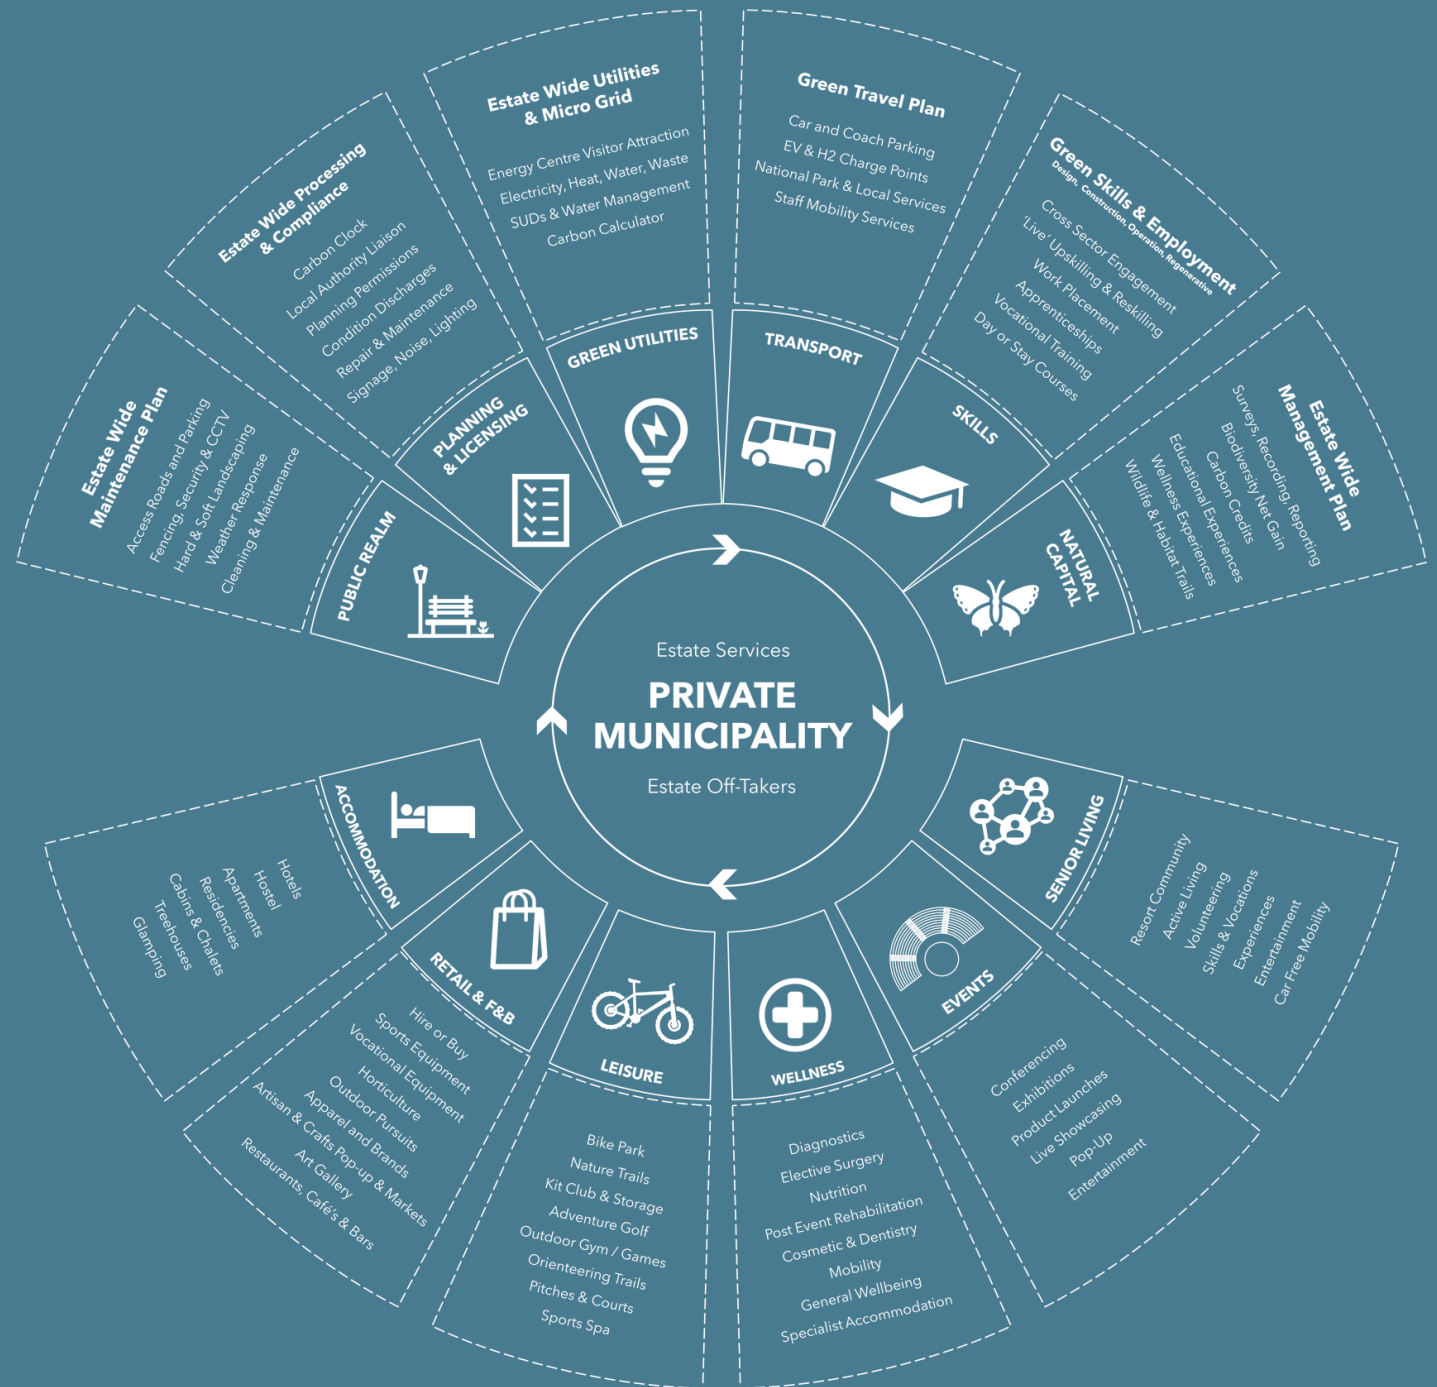 Estate Services
PRIVATE
MUNICIPALITY
Estate Off-Takers
Estate Wide
Maintenance Plan
Access Roads and Parking
Fencing, Security & CCTV
Hard & Soft Landscaping
Weather Response
Cleaning & Maintenance
PUBLIC REALM
Estate Wide Processing
& Compliance
Carbon Clock
Local Authority Liaison
Planning Permissions
Condition Discharges
Repair & Maintenance
Signage, Noise, Lighting
PLANNING
& LICENSING
Estate Wide Utilities
& Micro Grid
Energy Centre Visitor Attraction
Electricity, Heat, Water, Waste
SUDs & Water Management
Carbon Calculator
GREEN UTILITIES
Green Travel Plan
Car and Coach Parking
EV & H2 Charge Points
National Park & Local Services
Staff Mobility Services
TRANSPORT
Green Skills & Employment
Design, Construction, Operation, Regenerative
Cross Sector Engagement
'Live' Upskilling & Reskilling
Work Placement
Apprenticeships
Vocational Training
Day or Stay Courses
SKILLS
Estate Wide
Management Plan
Surveys, Recording, Reporting
Biodiversity Net Gain
Carbon Credits
Educational Experiences
Wellness Experiences
Wildlife & Habitat Trails
NATURAL
CAPITAL
SENIOR LIVING
Resort Community
Active Living
Volunteering
Skills & Vocations
Experiences
Entertainment
Car Free Mobility
EVENTS
Conferencing
Exhibitions
Product Launches
Live Showcasing
Pop-Up
Entertainment
WELLNESS
Diagnostics
Elective Surgery
Nutrition
Post Event Rehabilitation
Cosmetic & Dentistry
Mobility
General Wellbeing
Specialist Accommodation
LEISURE
Bike Park
Nature Trails
Kit Club & Storage
Adventure Golf
Outdoor Gym / Games
Orienteering Trails
Pitches & Courts
Sports Spa
RETAIL & F&B
Hire or Buy
Sports Equipment
Vocational Equipment
Horticulture
Outdoor Pursuits
Apparel and Brands
Artisan & Crafts Pop-up & Markets
Art Gallery
Restaurants, Café's & Bars
ACCOMMODATION
Hotels
Hostel
Apartments
Residencies
Cabins & Chalets
Treehouses
Glamping